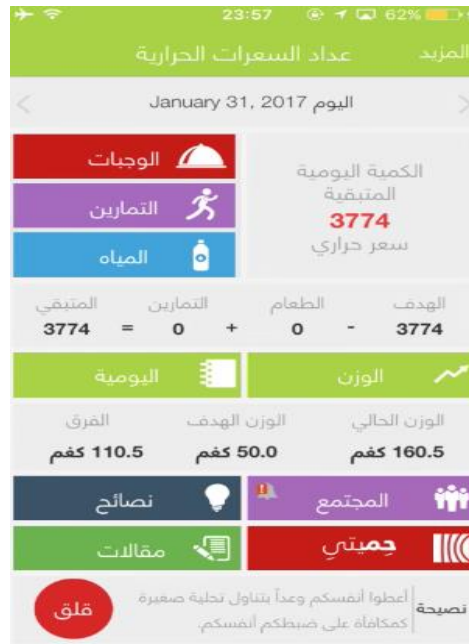 23:57 62%
عداد السعرات الحرارية المزيد
اليوم January 31, 2017
الوجبات
التمارين
المياه
الكمية اليومية
المتبقية
3774
سعر حراري
الهدف الطعام التمارين المتبقي
3774 - 0 + 0 = 3774
الوزن
اليومية
الوزن الحالي الوزن الهدف الفرق
160.5 كغم 50.0 كغم 110.5 كغم
المجتمع
نصائح
حِميتي
مقالات
نصيحة
أعطوا أنفسكم وعداً بتناول تحلية صغيرة
كمكافأة على ضبطكم أنفسكم.
قلق